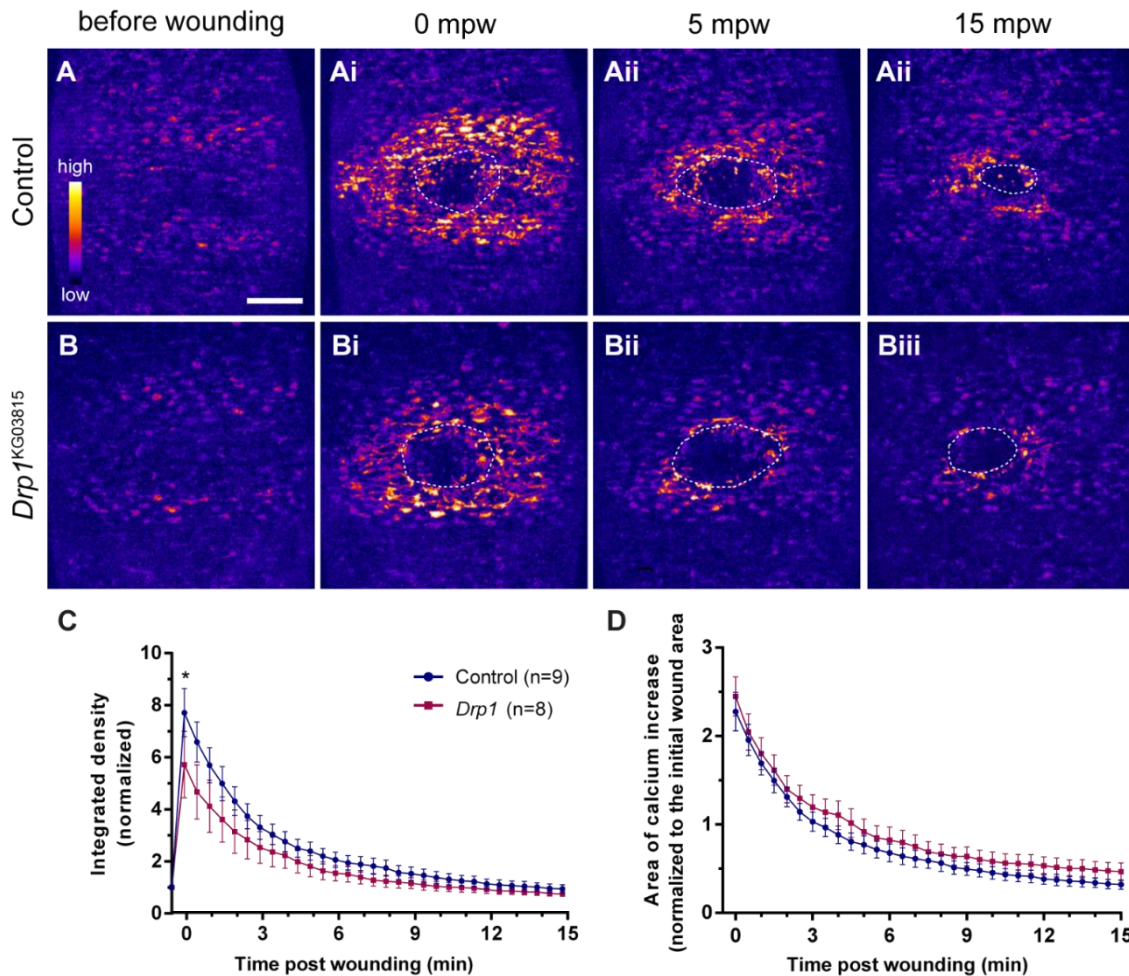 before wounding
0 mpw
5 mpw
15 mpw
Control
A
Ai
Aii
Aii
high
low
Drp1KG03815
B
Bi
Bii
Biii
C
Integrated density
(normalized)
10
8
6
4
2
0
*
Control (n=9)
Drp1 (n=8)
0 3 6 9 12 15
Time post wounding (min)
D
Area of calcium increase
(normalized to the initial wound area)
3
2
1
0
0 3 6 9 12 15
Time post wounding (min)